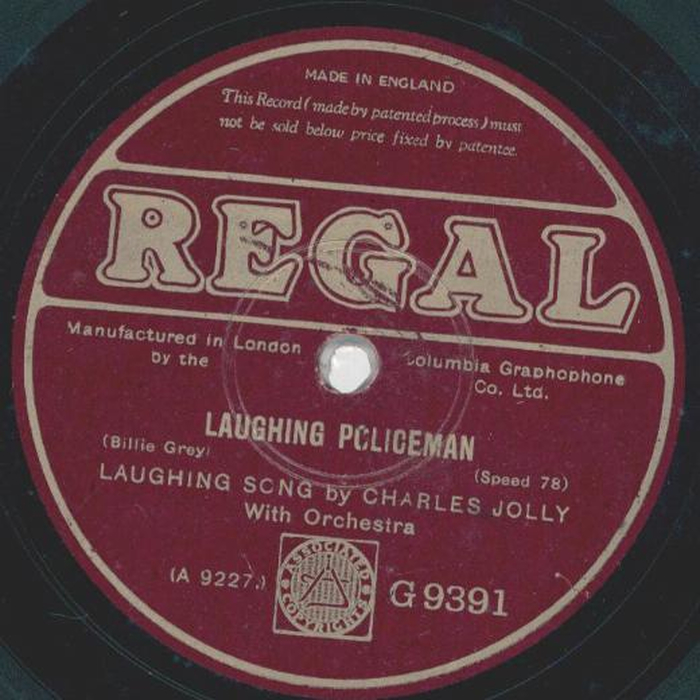 MADE IN ENGLAND
This Record (made by patented process) must
not be sold below price fixed by patentee.
REGAL
Manufactured in London
by the
Columbia Graphophone
Co. Ltd.
LAUGHING POLICEMAN
(Billie Grey)
(Speed 78)
LAUGHING SONG by CHARLES JOLLY
With Orchestra
(A 9227.)
ASSOCIATED
COPYRIGHTS
G 9391